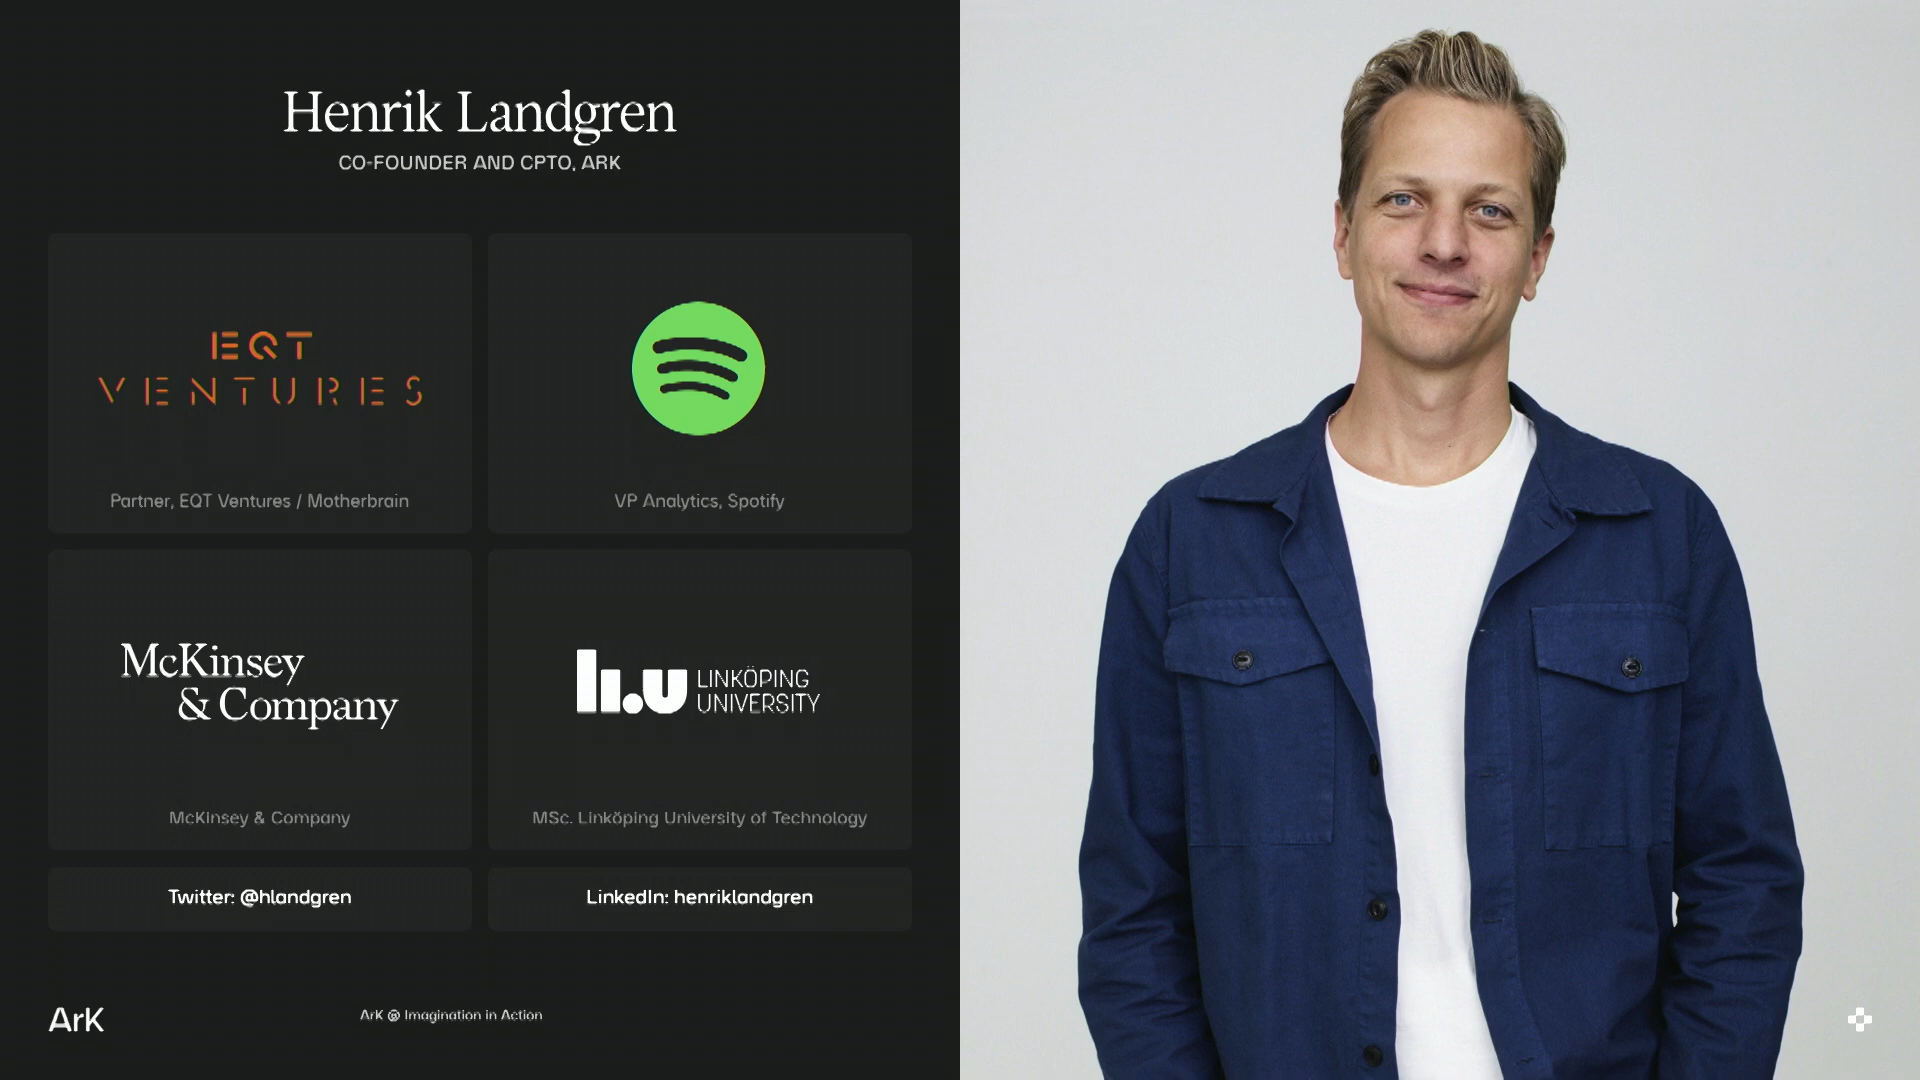 Henrik Landgren
CO-FOUNDER AND CPTO, ARK
EQT
VENTURES
Partner, EQT Ventures / Motherbrain
VP Analytics, Spotify
McKinsey
& Company
McKinsey & Company
li.u LINKÖPING
UNIVERSITY
MSc. Linköping University of Technology
Twitter: @hlandgren
LinkedIn: henriklandgren
ArK
ArK @ Imagination in Action